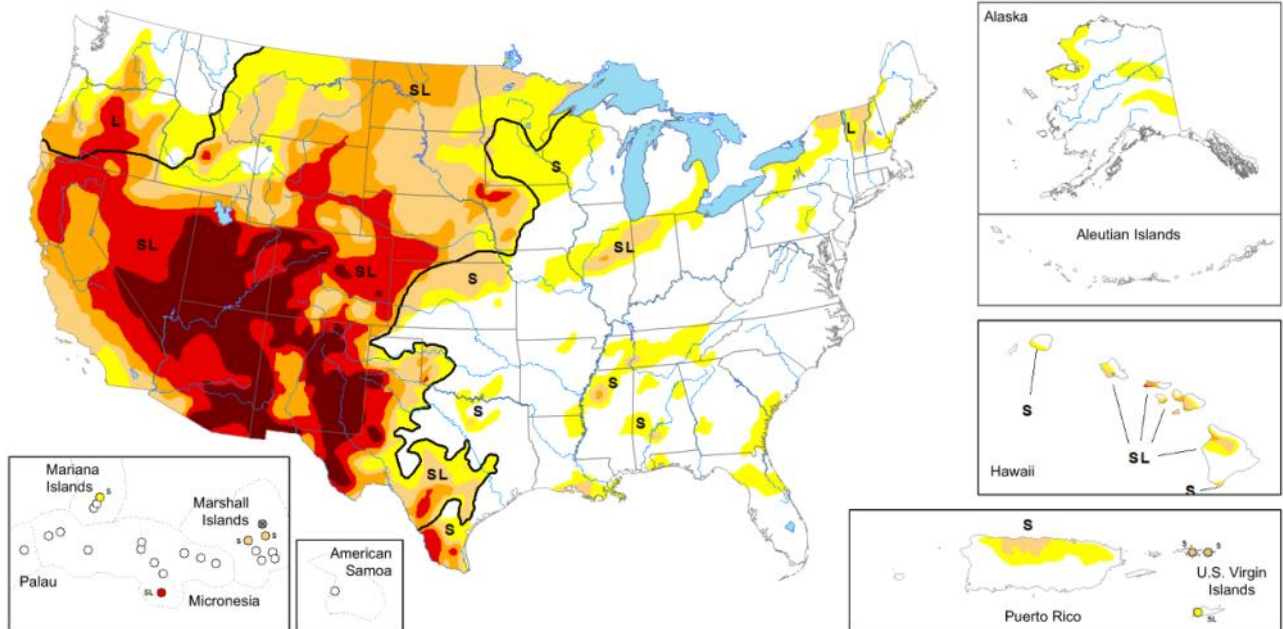 Alaska
Aleutian Islands
SL
L
S
L
SL
SL
SL
S
S
S
S
SL
S
S
SL
Hawaii
S
Mariana
Islands
S
Marshall
Islands
S
S
Palau
SL
Micronesia
American
Samoa
S
S
S
U.S. Virgin
Islands
SL
Puerto Rico